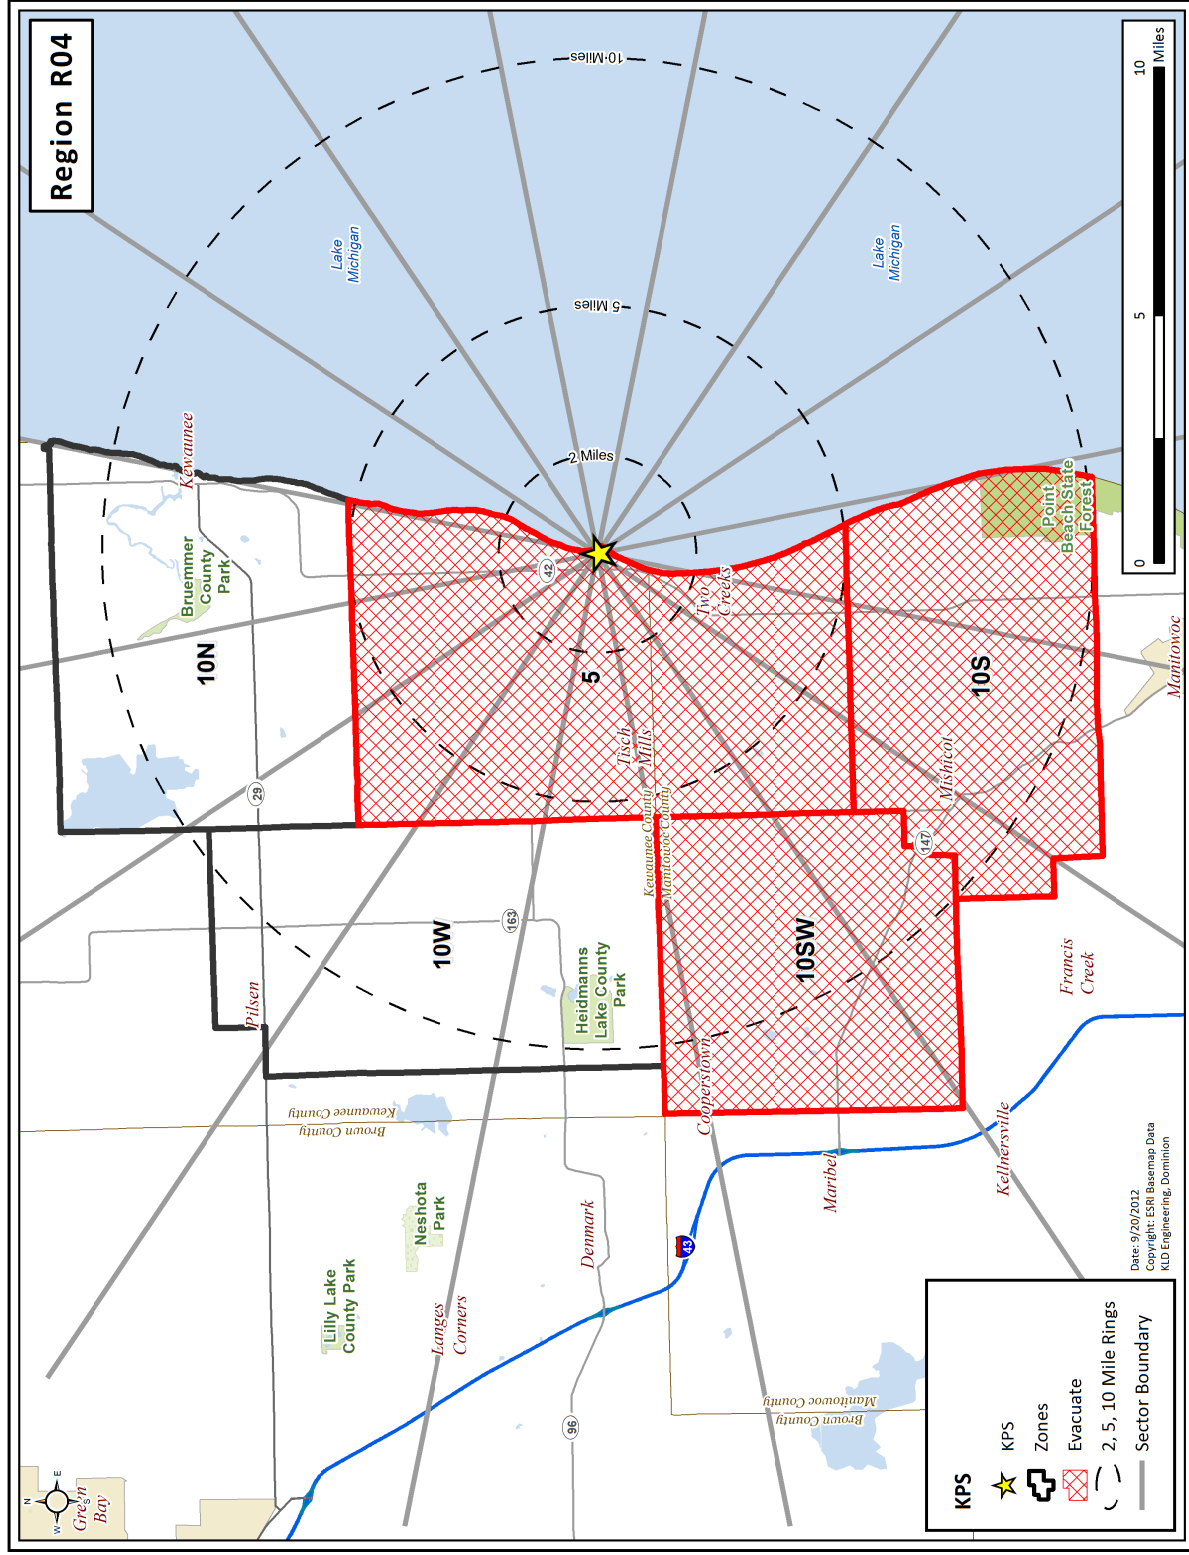 Region R04
10 Miles
5 Miles
2 Miles
Lake
Michigan
Lake
Michigan
Kewaunee
Bruemmer
County
Park
10N
29
42
5
Two
Creeks
Tisch
Mills
Kewaunee County
Manitowoc County
10S
Point
Beach State
Forest
Mishicot
147
Manitowoc
10W
163
Pilsen
Heidmanns
Lake County
Park
10SW
Cooperstown
Francis
Creek
Kewaunee County
Brown County
Neshota
Park
Lilly Lake
County Park
Langes
Corners
Denmark
43
96
Maribel
Kellnersville
Manitowoc County
Brown County
Green
Bay
N
E
S
W
0
5
10
Miles
Date: 9/20/2012
Copyright: ESRI Basemap Data
KLD Engineering, Dominion
KPS
KPS
Zones
Evacuate
2, 5, 10 Mile Rings
Sector Boundary